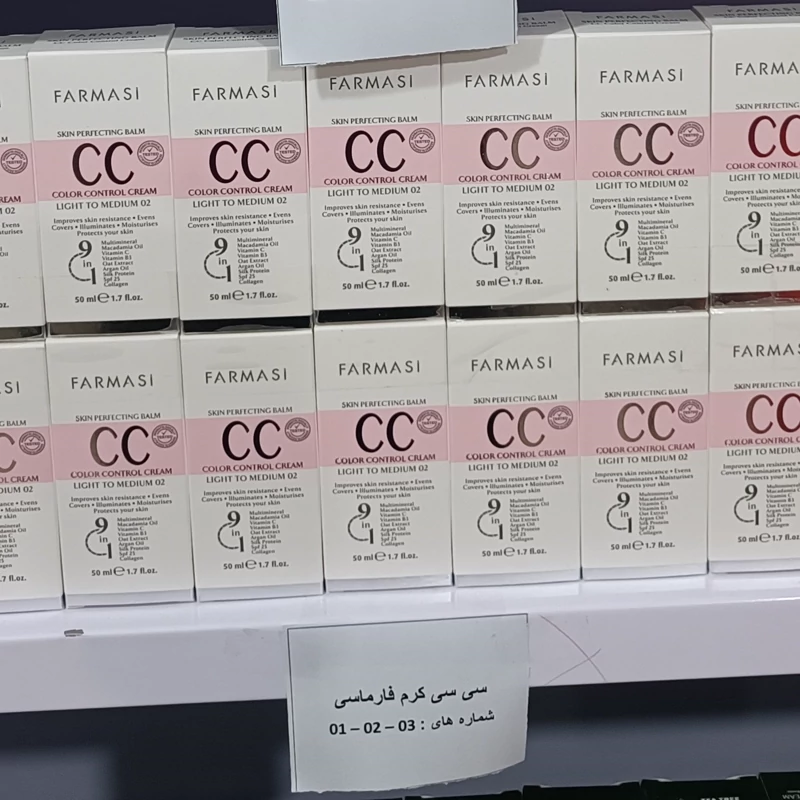 FARMASİ
SKIN PERFECTING BALM
CC
TESTED
COLOR CONTROL CREAM
LIGHT TO MEDIUM 02
Improves skin resistance • Evens
Covers • Illuminates • Moisturises
Protects your skin
9 in 1
Multimineral
Macadamia Oil
Vitamin C
Vitamin B3
Oat Extract
Argan Oil
Silk Protein
Spf 25
Collagen
50 ml ℮ 1.7 fl.oz.
سی سی کرم فارماسی
شماره های : 03 – 02 – 01